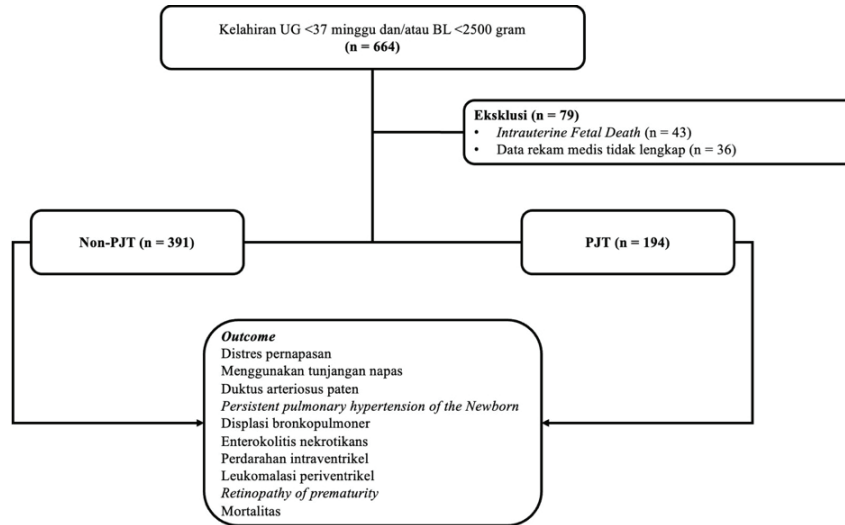 Kelahiran UG <37 minggu dan/atau BL <2500 gram
(n = 664)
Eksklusi (n = 79)
• Intrauterine Fetal Death (n = 43)
• Data rekam medis tidak lengkap (n = 36)
Non-PJT (n = 391)
PJT (n = 194)
Outcome
Distres pernapasan
Menggunakan tunjangan napas
Duktus arteriosus paten
Persistent pulmonary hypertension of the Newborn
Displasi bronkopulmoner
Enterokolitis nekrotikans
Perdarahan intraventrikel
Leukomalasi periventrikel
Retinopathy of prematurity
Mortalitas